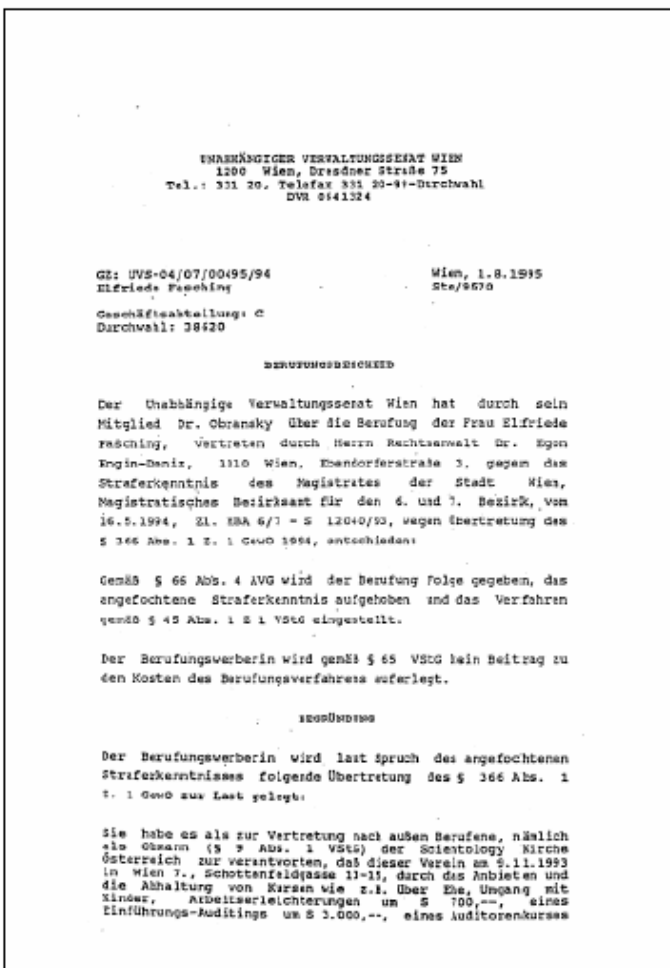 UNABHÄNGIGER VERWALTUNGSSENAT WIEN
1200 Wien, Dresdner Straße 75
Tel.: 331 20, Telefax 331 20-99-Durchwahl
DVR 0641324
GZ: UVS-04/07/00495/94
Wien, 1.8.1995
Elfriede Fasching
Geschäftsabteilung: C
Durchwahl: 38620
BERUFUNGSBESCHEID
Der Unabhängige Verwaltungssenat Wien hat durch sein
Mitglied Dr. Obransky über die Berufung der Frau Elfriede
Fasching, vertreten durch Herrn Rechtsanwalt Dr. Egon
Engin-Deniz, 1010 Wien, Ebendorferstraße 3, gegen das
Straferkenntnis des Magistrates der Stadt Wien,
Magistratisches Bezirksamt für den 6. und 7. Bezirk, vom
16.5.1994, Zl. MBA 6/7 - S 12040/93, wegen Übertretung des
§ 366 Abs. 1 Z. 1 GewO 1994, entschieden:
Gemäß § 66 Abs. 4 AVG wird der Berufung Folge gegeben, das
angefochtene Straferkenntnis aufgehoben und das Verfahren
gemäß § 45 Abs. 1 Z 1 VStG eingestellt.
Der Berufungswerberin wird gemäß § 65 VStG kein Beitrag zu
den Kosten des Berufungsverfahrens auferlegt.
BEGRÜNDUNG
Der Berufungswerberin wird laut Spruch des angefochtenen
Straferkenntnisses folgende Übertretung des § 366 Abs. 1
Z. 1 GewO zur Last gelegt:
Sie habe es als zur Vertretung nach außen Berufene, nämlich
als Obmann (§ 9 Abs. 1 VStG) der Scientology Kirche
Österreich zur verantworten, daß dieser Verein am 9.11.1993
in Wien 7., Schottenfeldgasse 13-15, durch das Anbieten und
die Abhaltung von Kursen wie z.B. über Ehe, Umgang mit
Kinder, Arbeitserleichterungen um S 700,--, eines
Einführungs-Auditings um S 3.000,--, eines Auditorenkurses